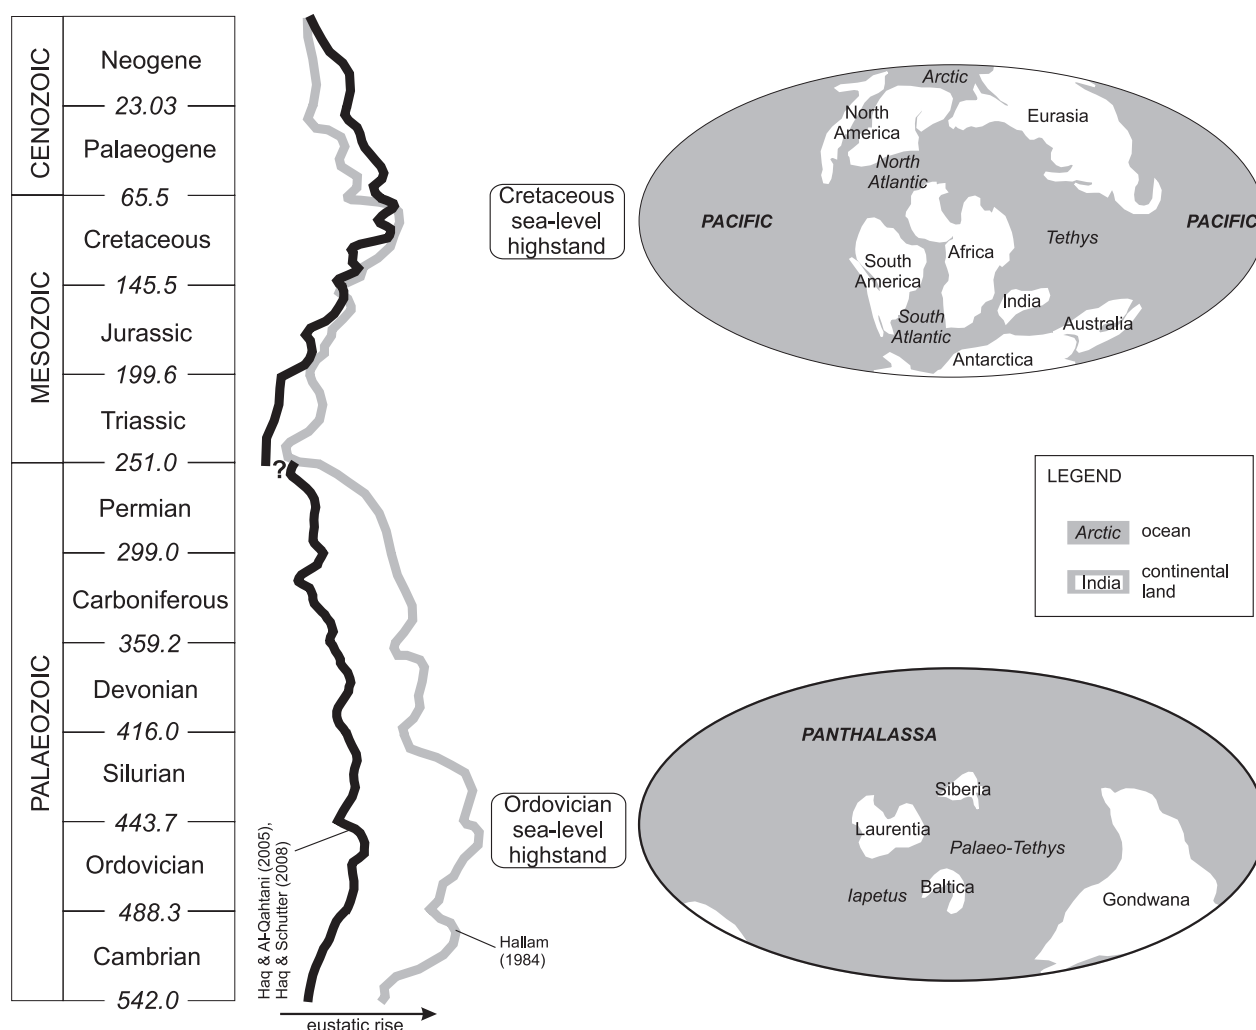 CENOZOIC
MESOZOIC
PALAEOZOIC
Neogene
23.03
Palaeogene
65.5
Cretaceous
145.5
Jurassic
199.6
Triassic
251.0
Permian
299.0
Carboniferous
359.2
Devonian
416.0
Silurian
443.7
Ordovician
488.3
Cambrian
542.0
?
Haq & Al-Qahtani (2005),
Haq & Schutter (2008)
Hallam
(1984)
eustatic rise
Cretaceous
sea-level
highstand
Arctic
North
America
Eurasia
North
Atlantic
PACIFIC
PACIFIC
Tethys
South
America
Africa
India
South
Atlantic
Australia
Antarctica
LEGEND
Arctic
ocean
India
continental
land
Ordovician
sea-level
highstand
PANTHALASSA
Siberia
Laurentia
Palaeo-Tethys
Iapetus
Baltica
Gondwana